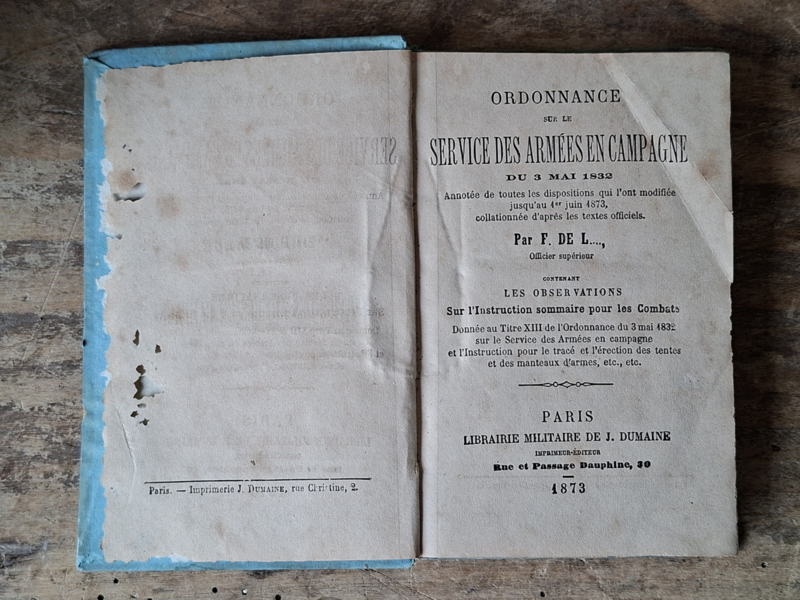 Paris. — Imprimerie J. DUMAINE, rue Christine, 2.
ORDONNANCE
SUR LE
SERVICE DES ARMÉES EN CAMPAGNE
DU 3 MAI 1832
Annotée de toutes les dispositions qui l'ont modifiée
jusqu'au 1er juin 1873,
collationnée d'après les textes officiels.
Par F. DE L....,
Officier supérieur
CONTENANT
LES OBSERVATIONS
Sur l'Instruction sommaire pour les Combats
Donnée au Titre XIII de l'Ordonnance du 3 mai 1832
sur le Service des Armées en campagne
et l'Instruction pour le tracé et l'érection des tentes
et des manteaux d'armes, etc., etc.
PARIS
LIBRAIRIE MILITAIRE DE J. DUMAINE
IMPRIMEUR-ÉDITEUR
Rue et Passage Dauphine, 30
1873